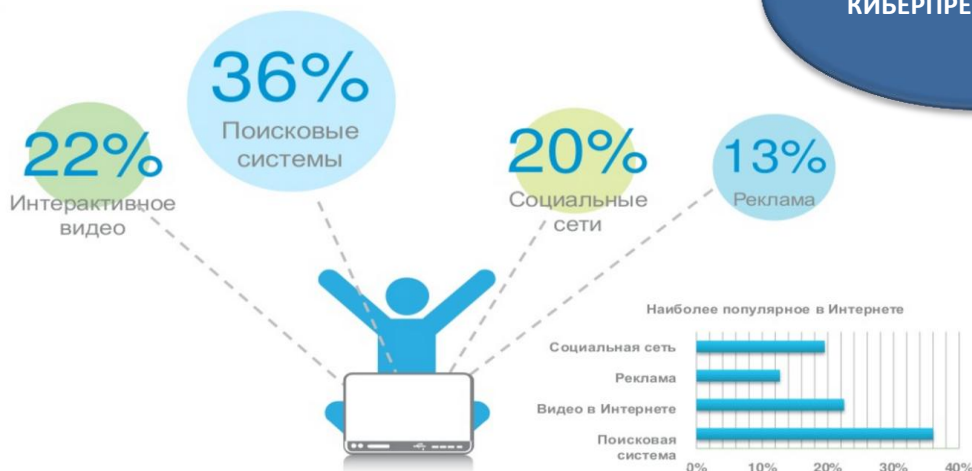 КИБЕРПРЕ
36%
Поисковые
системы
22%
Интерактивное
видео
20%
Социальные
сети
13%
Реклама
Наиболее популярное в Интернете
Социальная сеть
Реклама
Видео в Интернете
Поисковая
система
0% 10% 20% 30% 40%